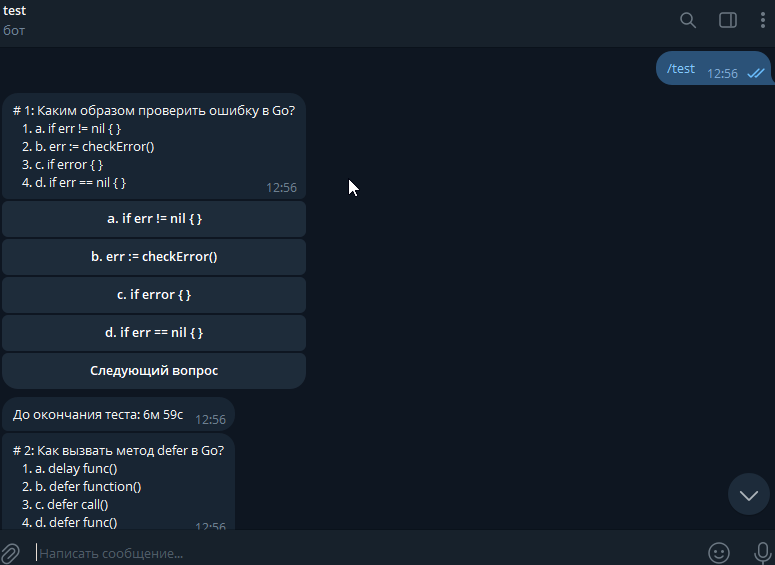 test
бот
/test 12:56
# 1: Каким образом проверить ошибку в Go?
1. a. if err != nil { }
2. b. err := checkError()
3. c. if error { }
4. d. if err == nil { }
12:56
a. if err != nil { }
b. err := checkError()
c. if error { }
d. if err == nil { }
Следующий вопрос
До окончания теста: 6м 59с 12:56
# 2: Как вызвать метод defer в Go?
1. a. delay func()
2. b. defer function()
3. c. defer call()
4. d. defer func()
12:56
Написать сообщение...